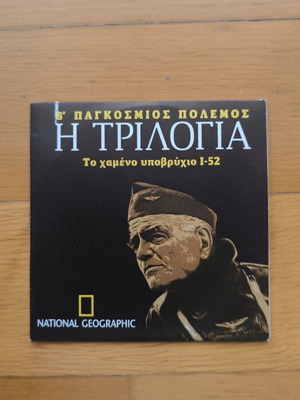 Β' ΠΑΓΚΟΣΜΙΟΣ ΠΟΛΕΜΟΣ
Η ΤΡΙΛΟΓΙΑ
Το χαμένο υποβρύχιο Ι-52
NATIONAL GEOGRAPHIC